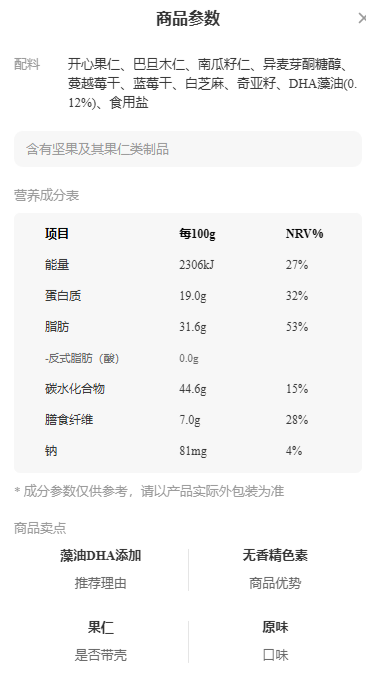 商品参数
配料
开心果仁、巴旦木仁、南瓜籽仁、异麦芽酮糖醇、
蔓越莓干、蓝莓干、白芝麻、奇亚籽、DHA藻油(0.
12%)、食用盐
含有坚果及其果仁类制品
营养成分表
项目 每100g NRV%
能量 2306kJ 27%
蛋白质 19.0g 32%
脂肪 31.6g 53%
-反式脂肪（酸） 0.0g
碳水化合物 44.6g 15%
膳食纤维 7.0g 28%
钠 81mg 4%
* 成分参数仅供参考，请以产品实际外包装为准
商品卖点
藻油DHA添加 无香精色素
推荐理由 商品优势
果仁 原味
是否带壳 口味